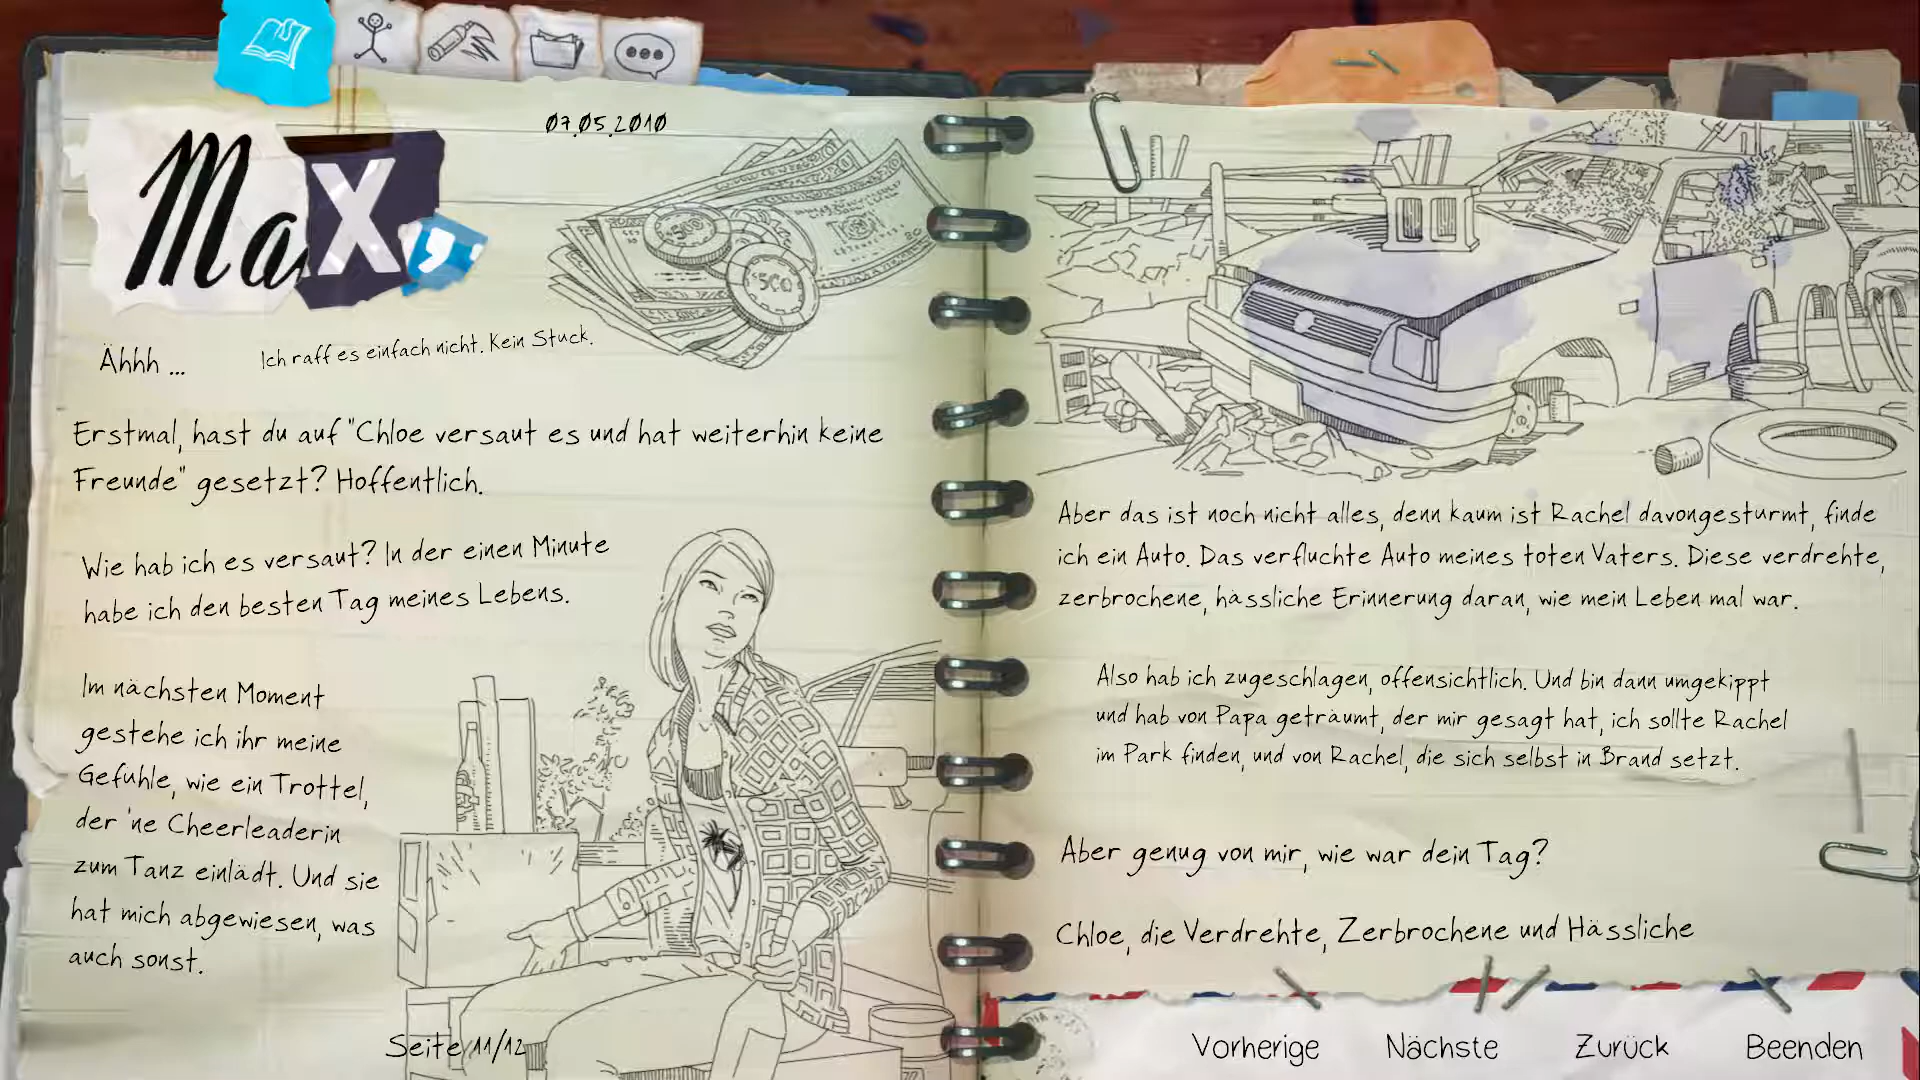 07.05.2010
Max,
Ähhh ... Ich raff es einfach nicht. Kein Stück.
Erstmal, hast du auf "Chloe versaut es und hat weiterhin keine
Freunde" gesetzt? Hoffentlich.
Wie hab ich es versaut? In der einen Minute
habe ich den besten Tag meines Lebens.
Im nächsten Moment
gestehe ich ihr meine
Gefühle, wie ein Trottel,
der 'ne Cheerleaderin
zum Tanz einlädt. Und sie
hat mich abgewiesen, was
auch sonst.
Seite 11/12
Aber das ist noch nicht alles, denn kaum ist Rachel davongestürmt, finde
ich ein Auto. Das verfluchte Auto meines toten Vaters. Diese verdrehte,
zerbrochene, hässliche Erinnerung daran, wie mein Leben mal war.
Also hab ich zugeschlagen, offensichtlich. Und bin dann umgekippt
und hab von Papa geträumt, der mir gesagt hat, ich sollte Rachel
im Park finden, und von Rachel, die sich selbst in Brand setzt.
Aber genug von mir, wie war dein Tag?
Chloe, die Verdrehte, Zerbrochene und Hässliche
Vorherige Nächste Zurück Beenden